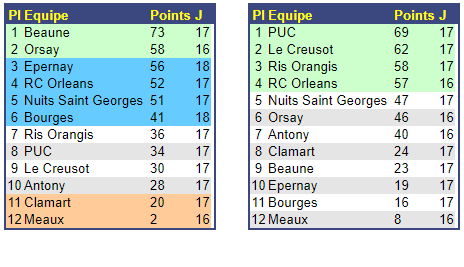 Pl Equipe Points J
1 Beaune 73 17
2 Orsay 58 16
3 Epernay 56 18
4 RC Orleans 52 17
5 Nuits Saint Georges 51 17
6 Bourges 41 18
7 Ris Orangis 36 17
8 PUC 34 17
9 Le Creusot 30 17
10 Antony 28 17
11 Clamart 20 17
12 Meaux 2 16
Pl Equipe Points J
1 PUC 69 17
2 Le Creusot 62 17
3 Ris Orangis 58 17
4 RC Orleans 57 16
5 Nuits Saint Georges 47 17
6 Orsay 46 16
7 Antony 40 16
8 Clamart 24 17
9 Beaune 23 17
10 Epernay 19 17
11 Bourges 16 17
12 Meaux 8 16